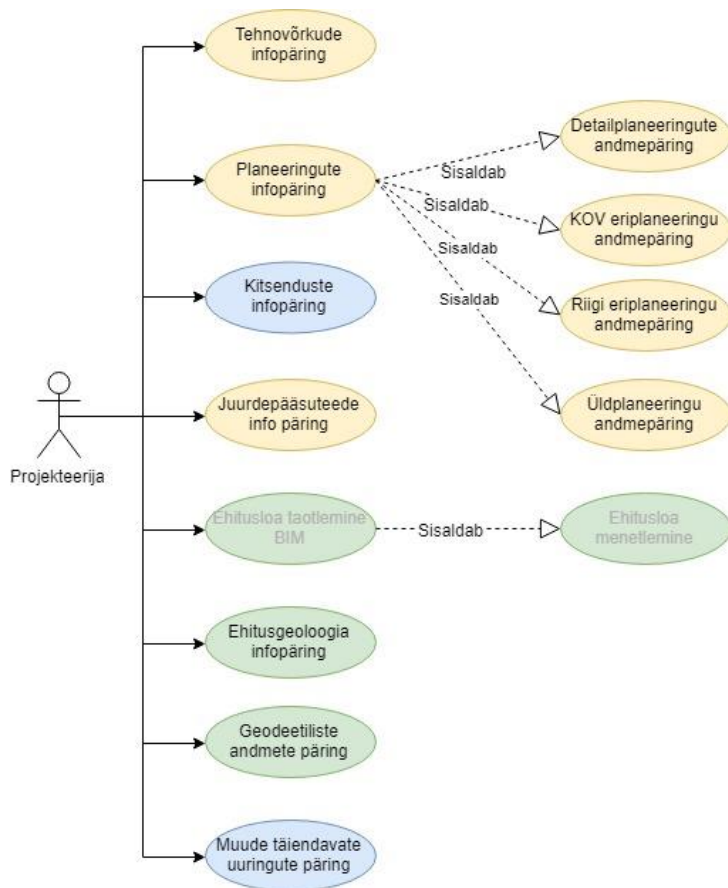 Tehnovõrkude
infopäring
Planeeringute
infopäring
Detailplaneeringute
andmepäring
Sisaldab
KOV eriplaneeringu
andmepäring
Sisaldab
Riigi eriplaneeringu
andmepäring
Sisaldab
Üldplaneeringu
andmepäring
Sisaldab
Kitsenduste
infopäring
Juurdepääsuteede
info päring
Projekteerija
Ehitusloa taotlemine
BIM
Sisaldab
Ehitusloa
menetlemine
Ehitusgeoloogia
infopäring
Geodeetiliste
andmete päring
Muude täiendavate
uuringute päring